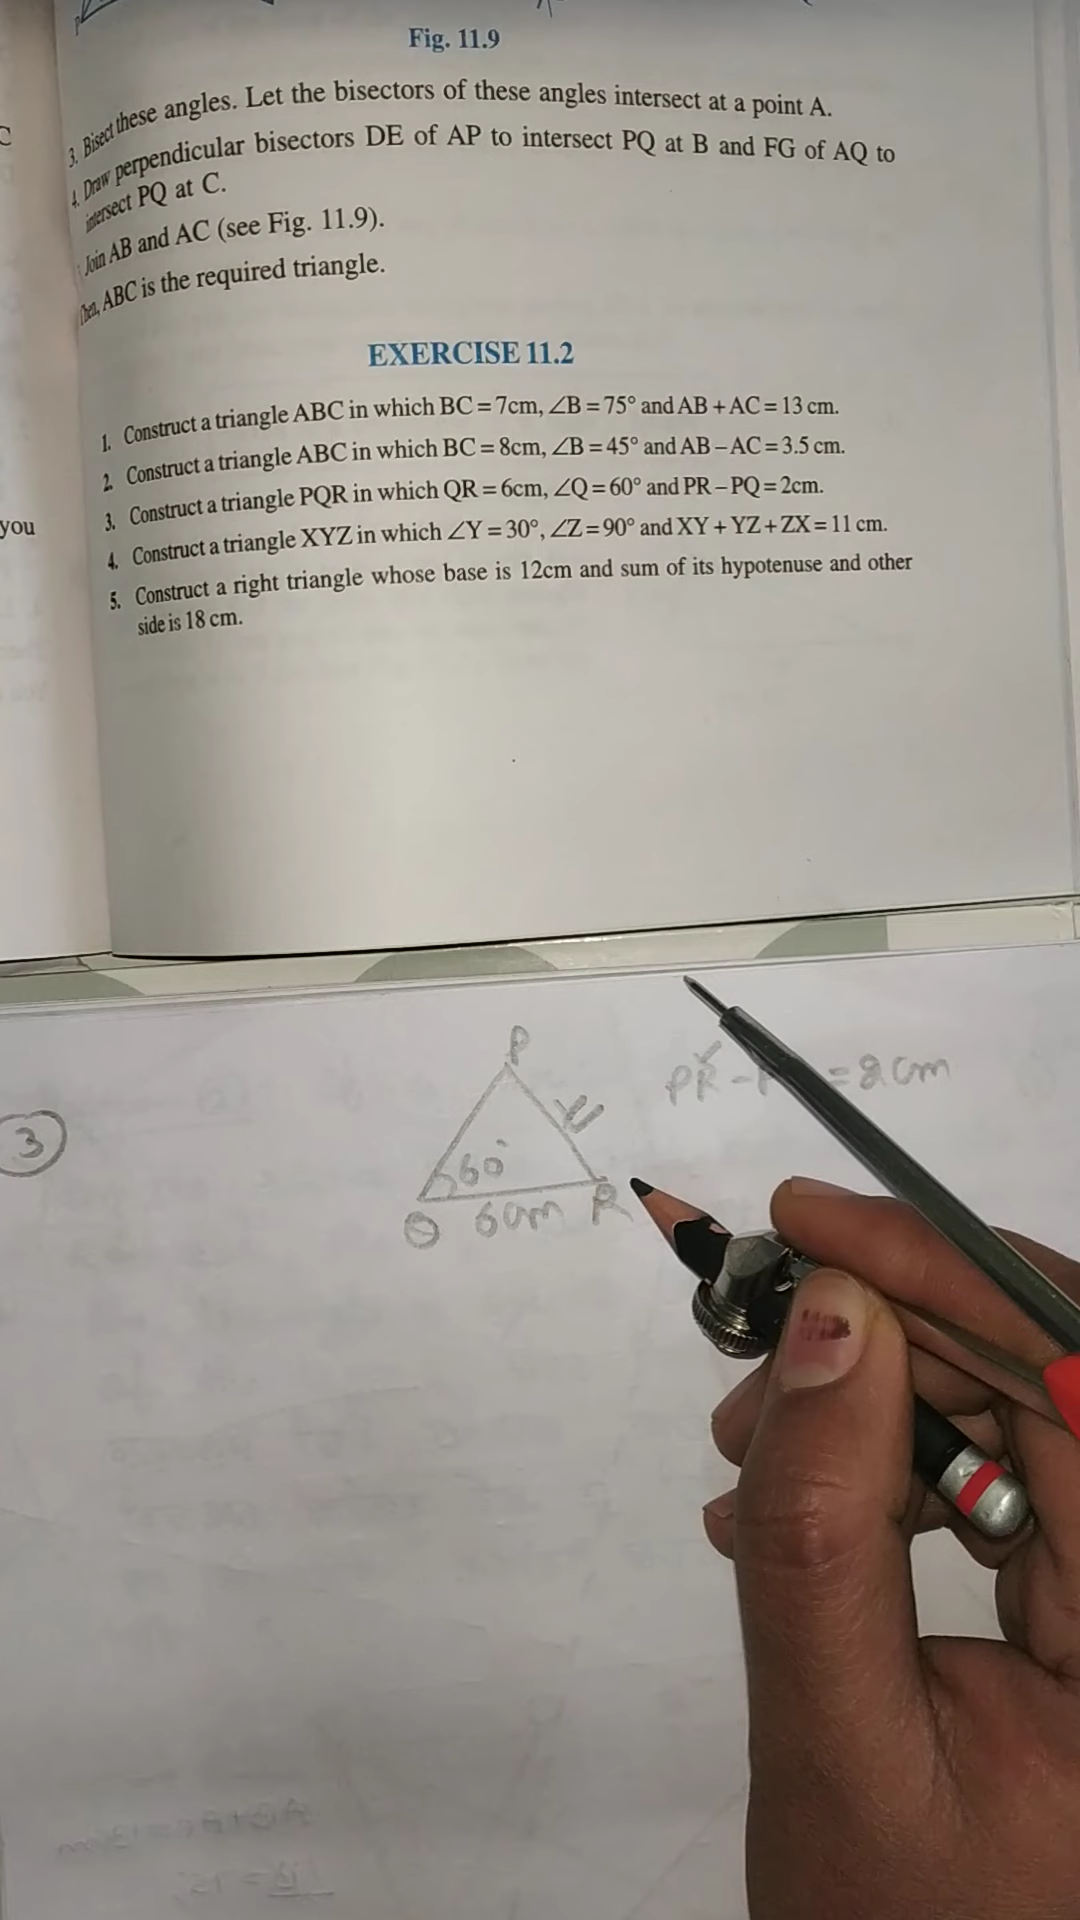 Fig. 11.9
3. Bisect these angles. Let the bisectors of these angles intersect at a point A.
4. Draw perpendicular bisectors DE of AP to intersect PQ at B and FG of AQ to
intersect PQ at C.
Join AB and AC (see Fig. 11.9).
Then, ABC is the required triangle.
you
EXERCISE 11.2
1. Construct a triangle ABC in which BC = 7cm, ∠B = 75° and AB + AC = 13 cm.
2. Construct a triangle ABC in which BC = 8cm, ∠B = 45° and AB – AC = 3.5 cm.
3. Construct a triangle PQR in which QR = 6cm, ∠Q = 60° and PR – PQ = 2cm.
4. Construct a triangle XYZ in which ∠Y = 30°, ∠Z = 90° and XY + YZ + ZX = 11 cm.
5. Construct a right triangle whose base is 12cm and sum of its hypotenuse and other
side is 18 cm.
3
P
PR - = 2cm
60°
Q 6cm R